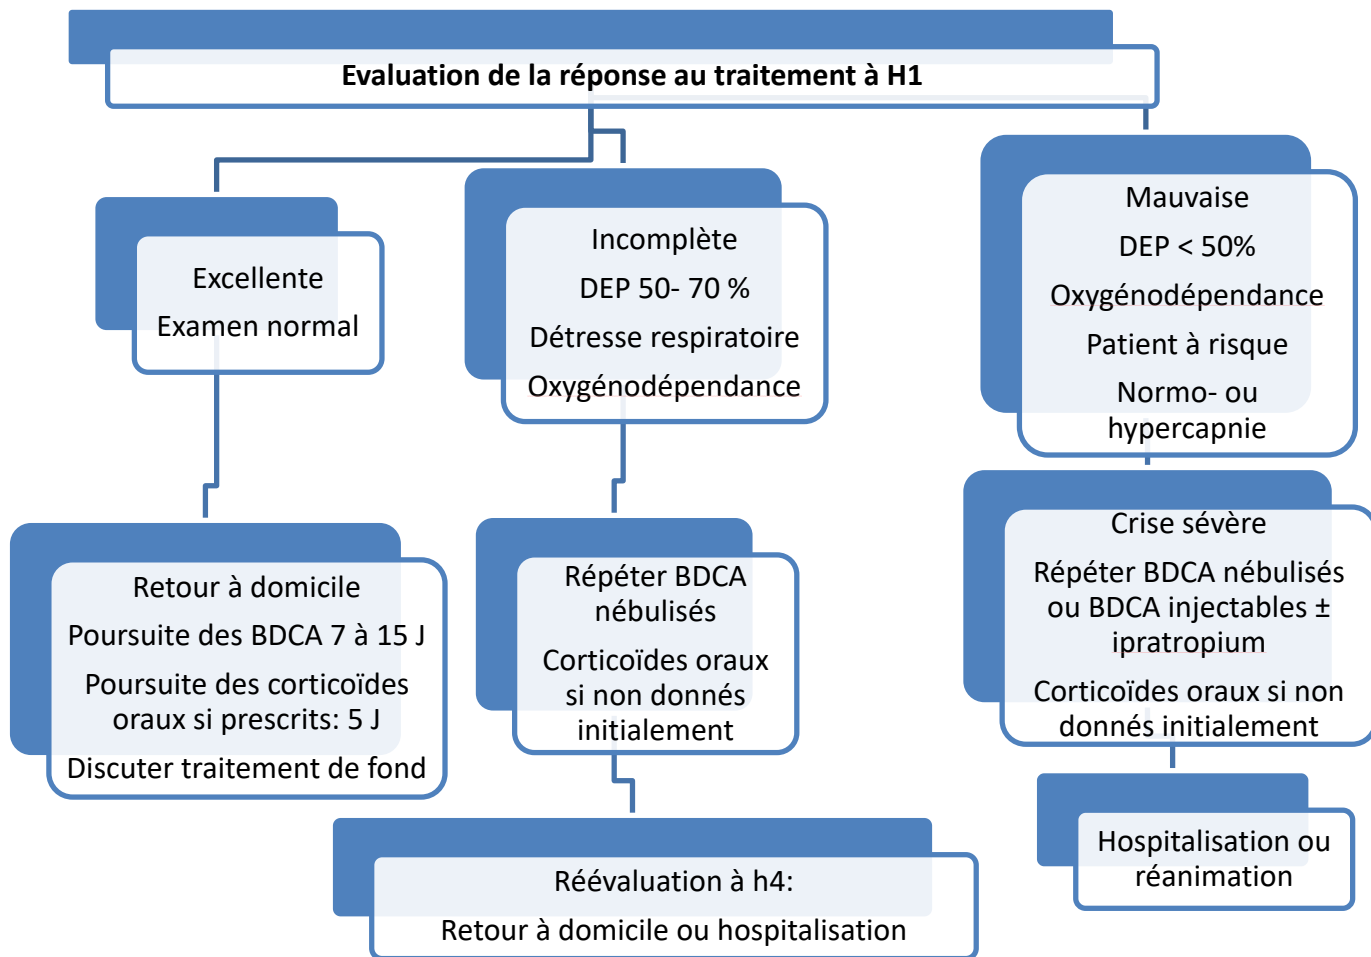 Evaluation de la réponse au traitement à H1
Excellente
Examen normal
Incomplète
DEP 50- 70 %
Détresse respiratoire
Oxygénodépendance
Mauvaise
DEP < 50%
Oxygénodépendance
Patient à risque
Normo- ou
hypercapnie
Retour à domicile
Poursuite des BDCA 7 à 15 J
Poursuite des corticoïdes
oraux si prescrits: 5 J
Discuter traitement de fond
Répéter BDCA
nébulisés
Corticoïdes oraux
si non donnés
initialement
Crise sévère
Répéter BDCA nébulisés
ou BDCA injectables ±
ipratropium
Corticoïdes oraux si non
donnés initialement
Réévaluation à h4:
Retour à domicile ou hospitalisation
Hospitalisation ou
réanimation